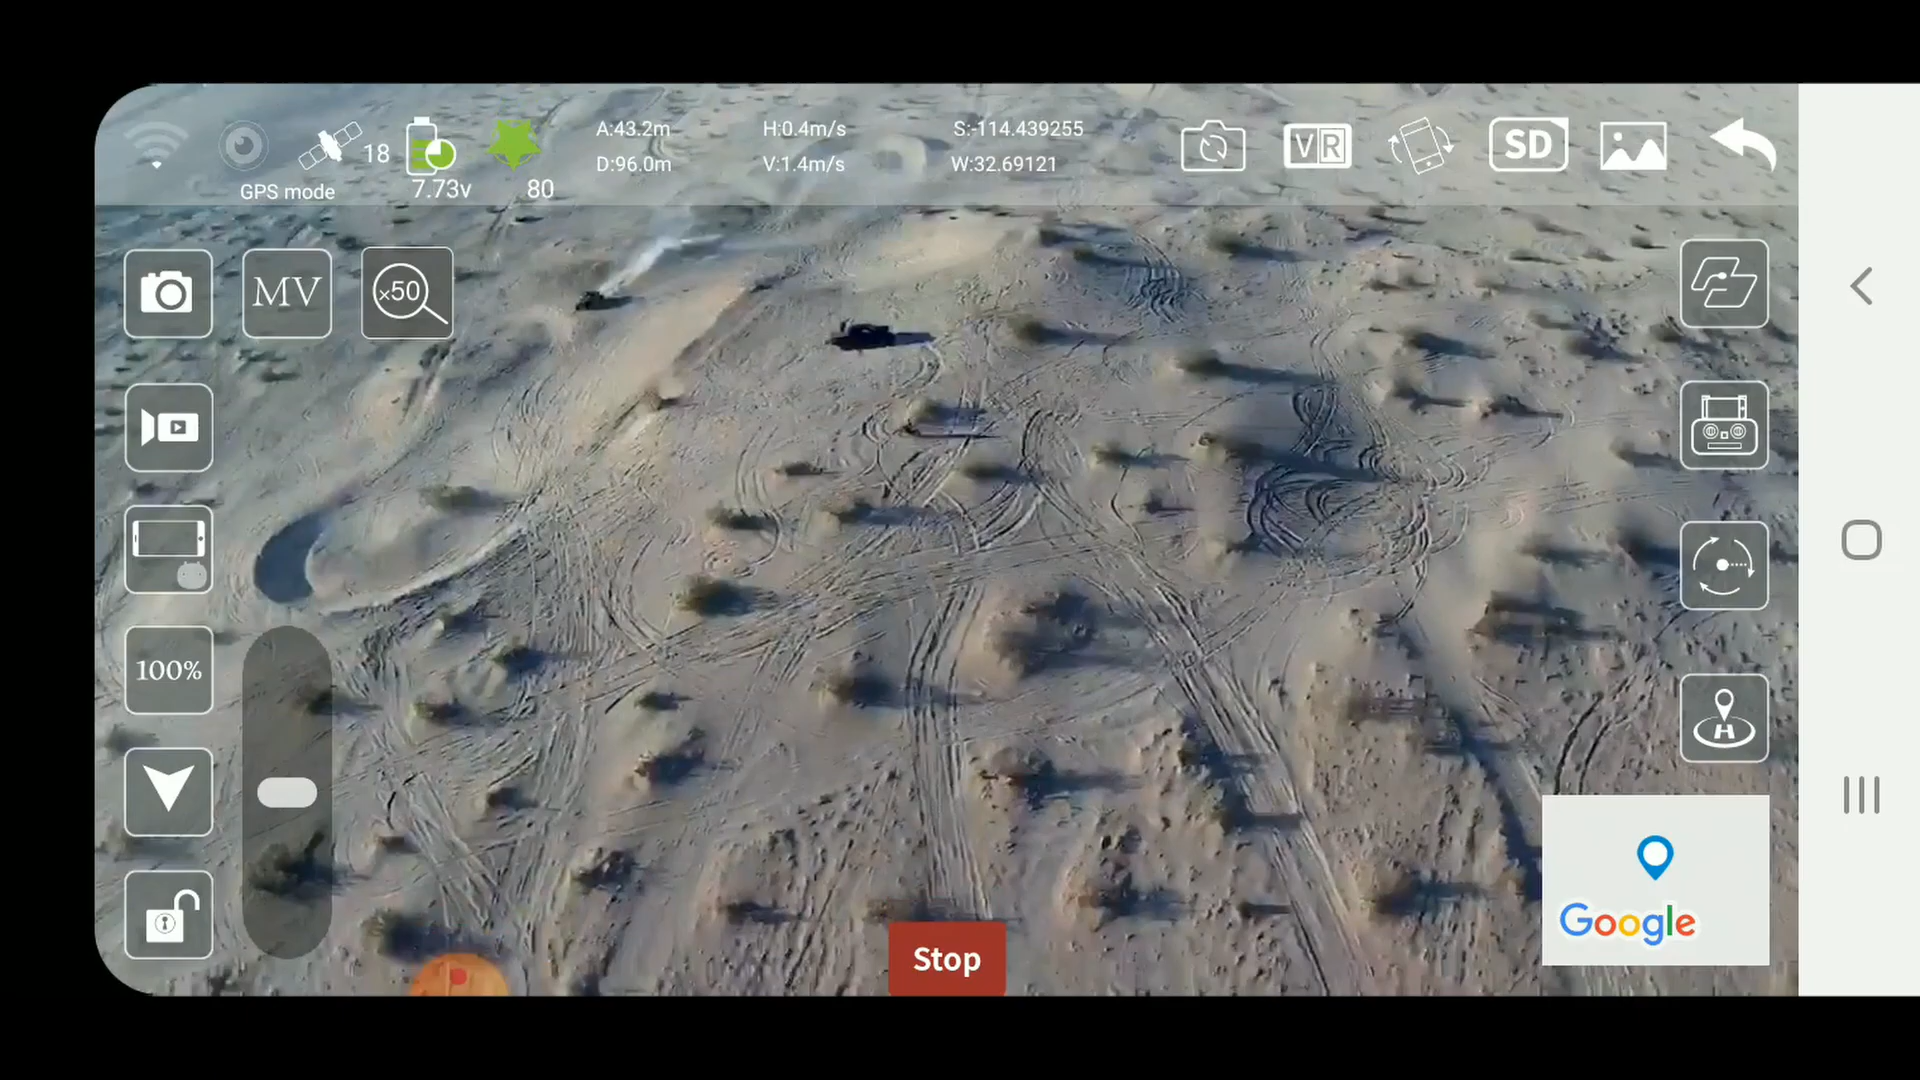 18
GPS mode
7.73v
80
A:43.2m
D:96.0m
H:0.4m/s
V:1.4m/s
S:-114.439255
W:32.69121
VR
SD
MV
×50
100%
H
Stop
Google